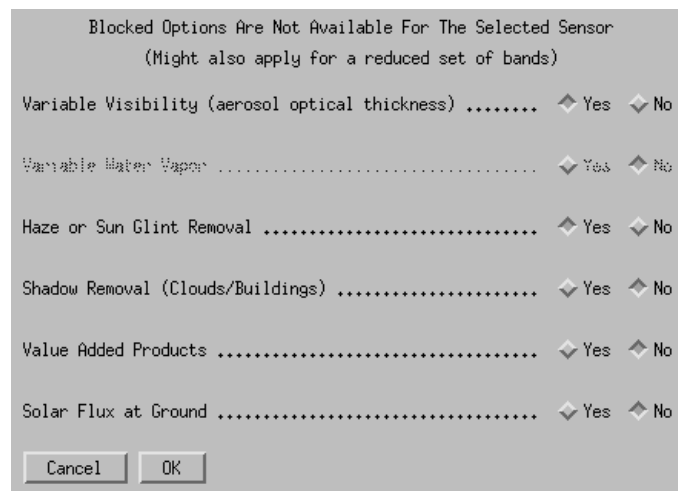 Blocked Options Are Not Available For The Selected Sensor
(Might also apply for a reduced set of bands)
Variable Visibility (aerosol optical thickness) ........ Yes No
Variable Water Vapor ................................... Yes No
Haze or Sun Glint Removal .............................. Yes No
Shadow Removal (Clouds/Buildings) ...................... Yes No
Value Added Products ................................... Yes No
Solar Flux at Ground ................................... Yes No
Cancel OK